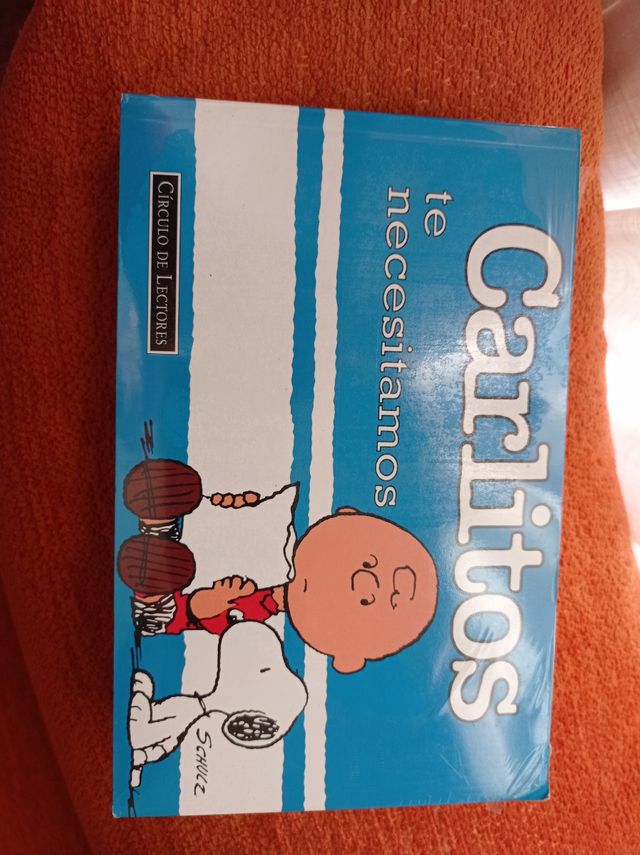 Carlitos
te
necesitamos
SCHULZ
CÍRCULO DE LECTORES